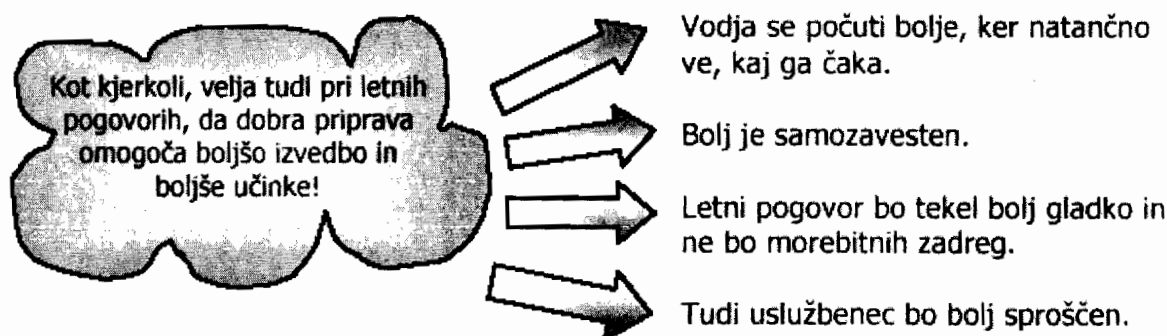 Kot kjerkoli, velja tudi pri letnih
pogovorih, da dobra priprava
omogoča boljšo izvedbo in
boljše učinke!
Vodja se počuti bolje, ker natančno
ve, kaj ga čaka.
Bolj je samozavesten.
Letni pogovor bo tekel bolj gladko in
ne bo morebitnih zadreg.
Tudi uslužbenec bo bolj sproščen.